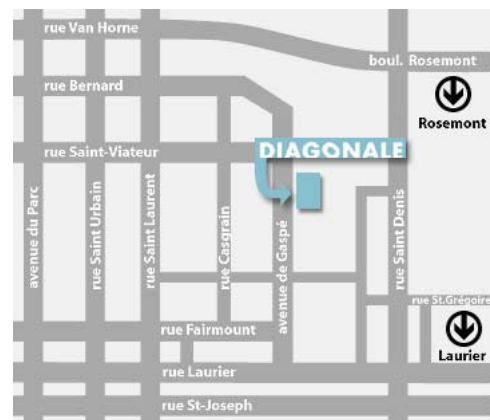 rue Van Horne
boul. Rosemont
rue Bernard
Rosemont
rue Saint-Viateur
DIAGONALE
avenue du Parc
rue Saint Urbain
rue Saint Laurent
rue Casgrain
avenue de Gaspé
rue Saint Denis
rue St.Grégoire
rue Fairmount
Laurier
rue Laurier
rue St-Joseph